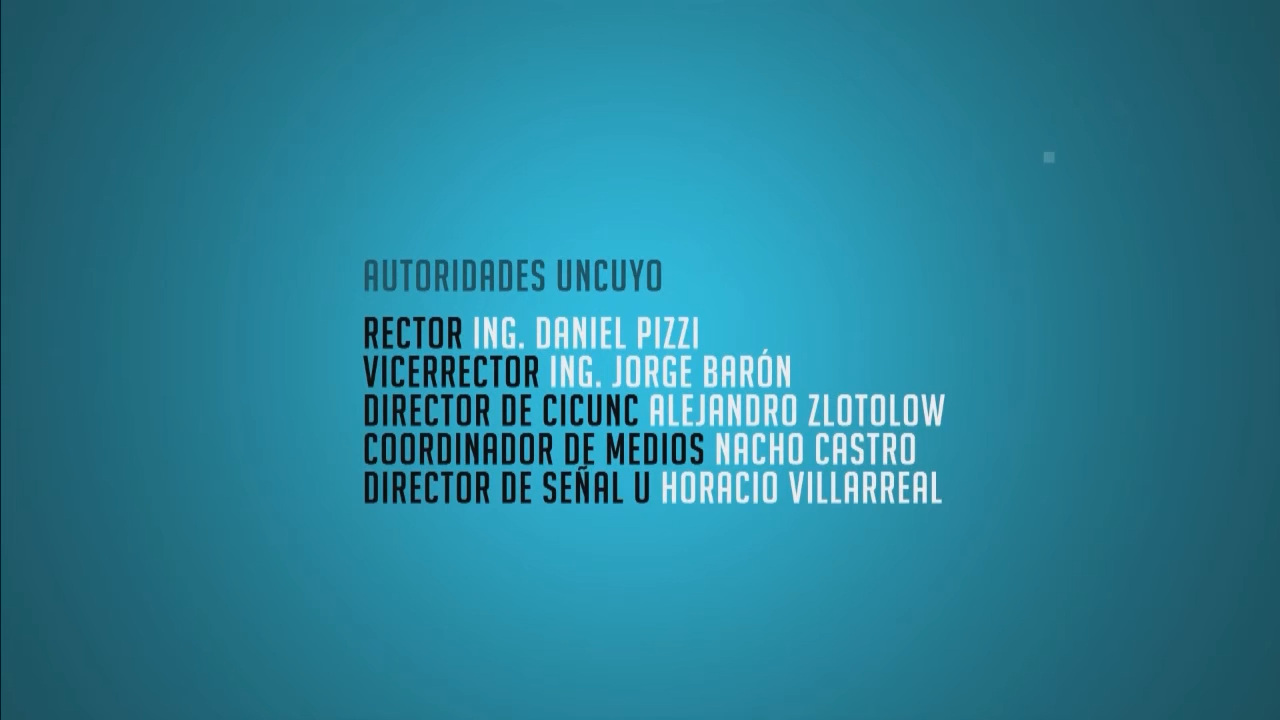 AUTORIDADES UNCUYO
RECTOR ING. DANIEL PIZZI
VICERRECTOR ING. JORGE BARÓN
DIRECTOR DE CICUNC ALEJANDRO ZLOTOLOW
COORDINADOR DE MEDIOS NACHO CASTRO
DIRECTOR DE SEÑAL U HORACIO VILLARREAL